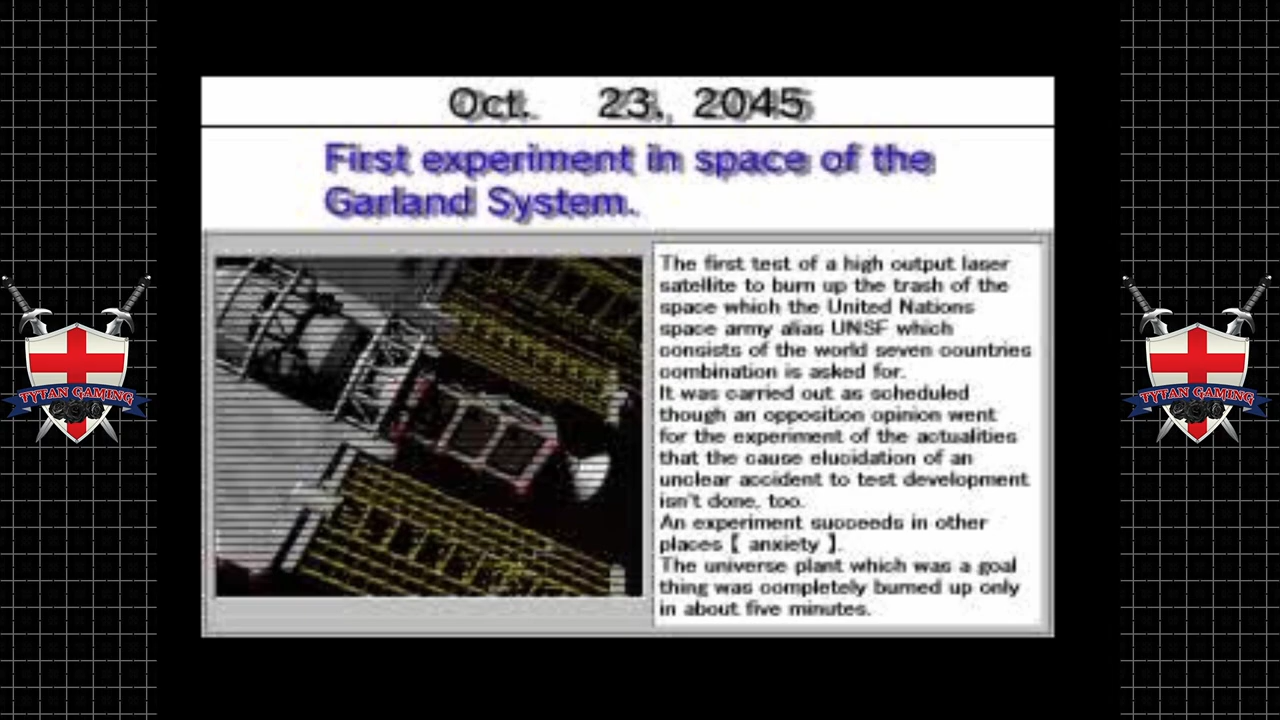 Oct. 23, 2045
First experiment in space of the
Garland System.
The first test of a high output laser
satellite to burn up the trash of the
space which the United Nations
space army alias UNSF which
consists of the world seven countries
combination is asked for.
It was carried out as scheduled
though an opposition opinion went
for the experiment of the actualities
that the cause elucidation of an
unclear accident to test development
isn't done, too.
An experiment succeeds in other
places [ anxiety ].
The universe plant which was a goal
thing was completely burned up only
in about five minutes.
TYTAN GAMING
TYTAN GAMING